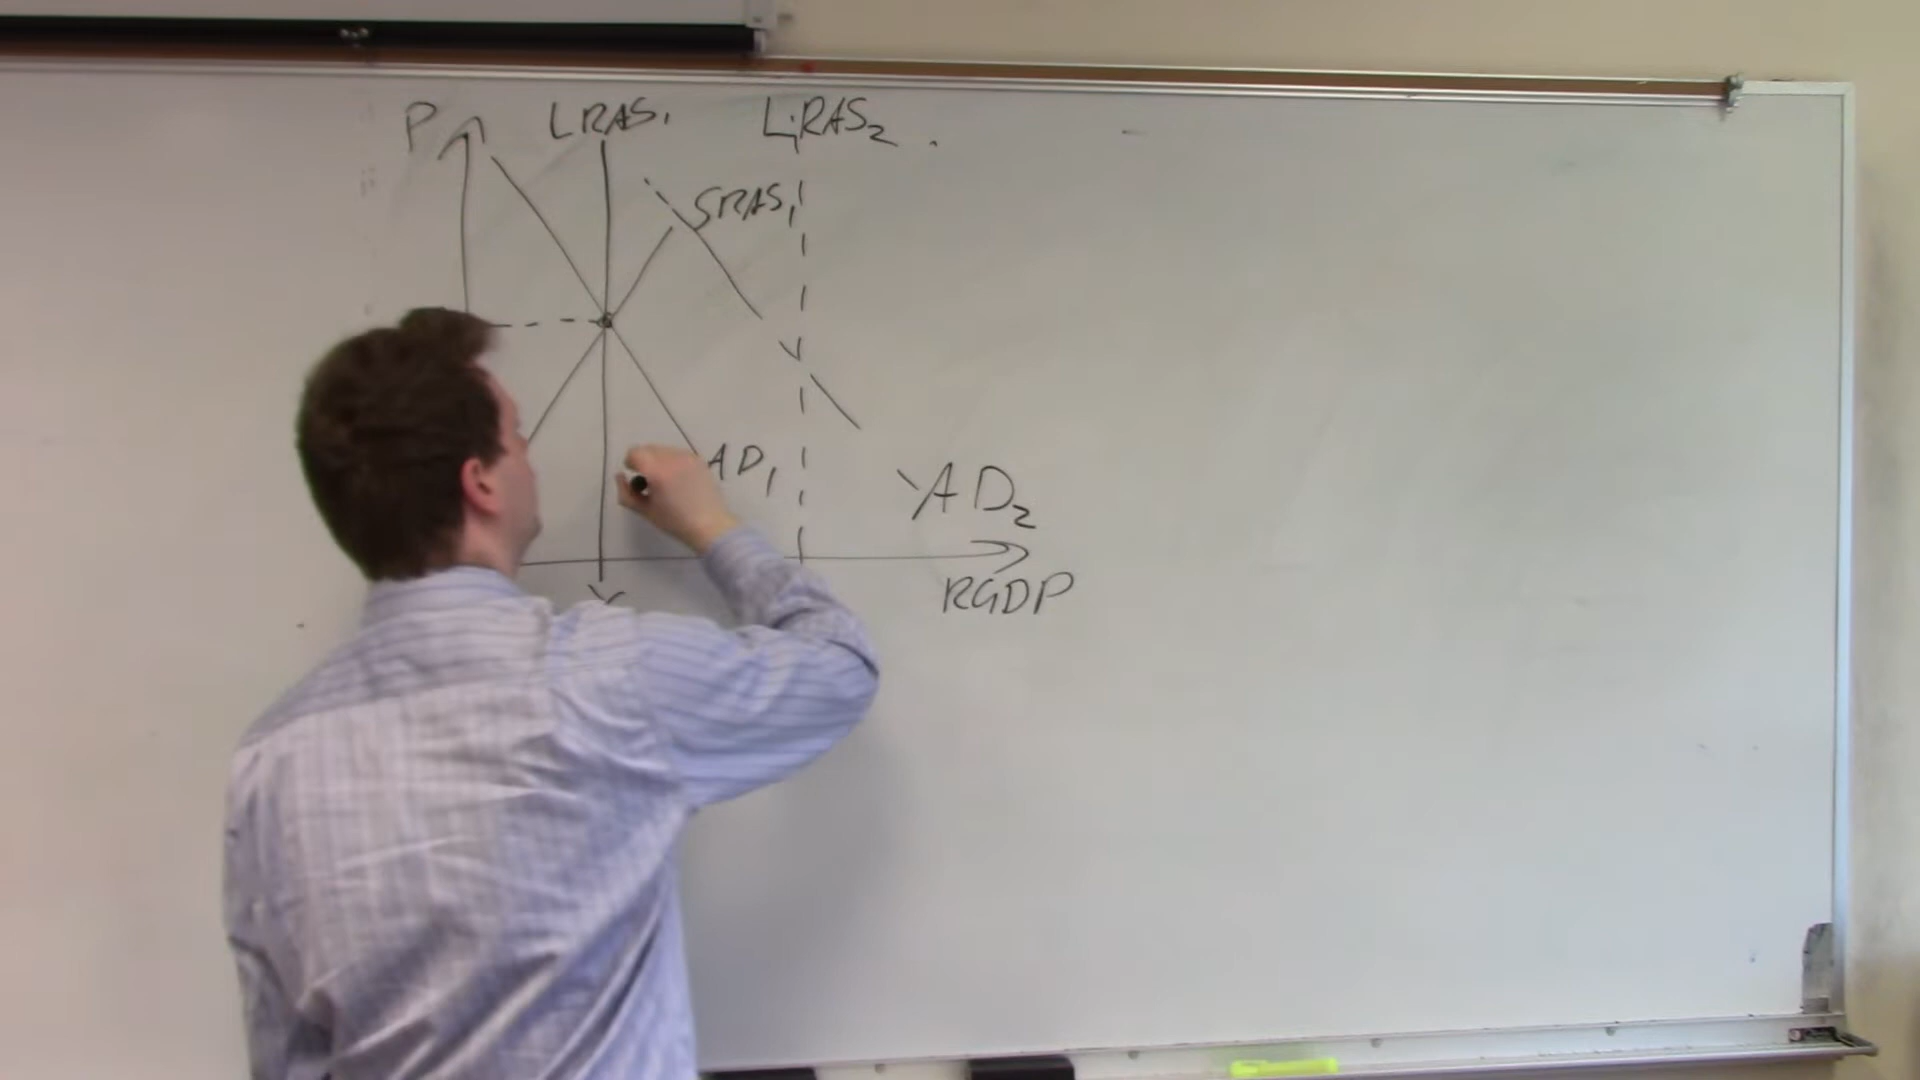 P LRAS₁ LRAS₂
SRAS₁
AD₁
AD₂
RGDP